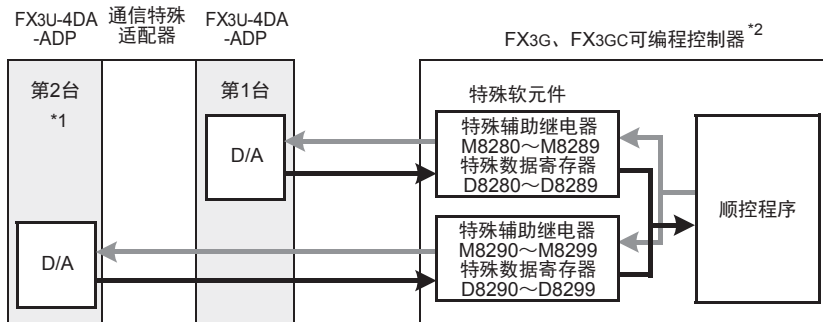 FX3U-4DA
-ADP
通信特殊
适配器
FX3U-4DA
-ADP
FX3G、FX3GC可编程控制器*2
第2台
*1
第1台
特殊软元件
D/A
特殊辅助继电器
M8280～M8289
特殊数据寄存器
D8280～D8289
顺控程序
D/A
特殊辅助继电器
M8290～M8299
特殊数据寄存器
D8290～D8299